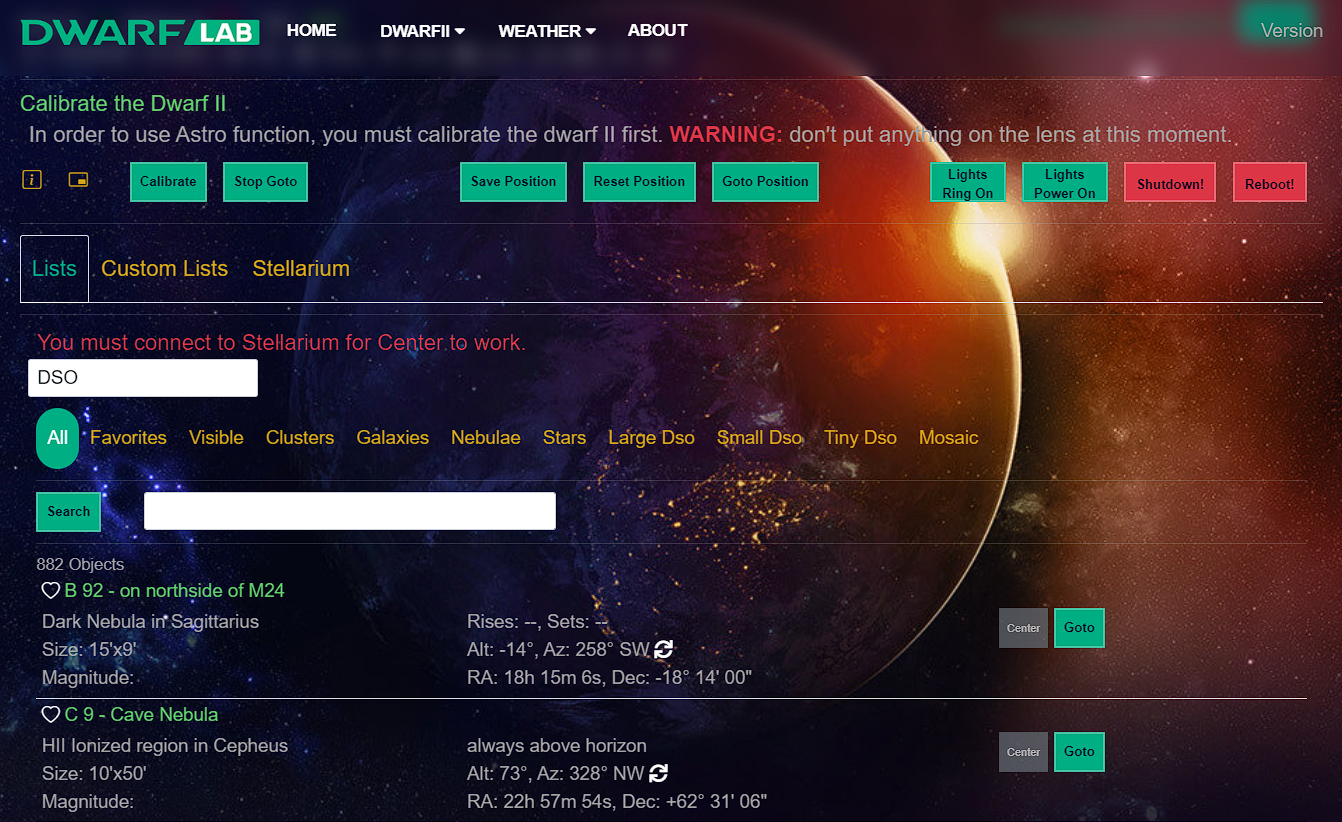 DWARF/LAB HOME DWARFII WEATHER ABOUT Version
Calibrate the Dwarf II
In order to use Astro function, you must calibrate the dwarf II first. WARNING: don't put anything on the lens at this moment.
Calibrate Stop Goto Save Position Reset Position Goto Position Lights Ring On Lights Power On Shutdown! Reboot!
Lists Custom Lists Stellarium
You must connect to Stellarium for Center to work.
DSO
All Favorites Visible Clusters Galaxies Nebulae Stars Large Dso Small Dso Tiny Dso Mosaic
Search
882 Objects
B 92 - on northside of M24
Dark Nebula in Sagittarius Rises: --, Sets: -- Center Goto
Size: 15'x9' Alt: -14°, Az: 258° SW
Magnitude: RA: 18h 15m 6s, Dec: -18° 14' 00"
C 9 - Cave Nebula
HII Ionized region in Cepheus always above horizon Center Goto
Size: 10'x50' Alt: 73°, Az: 328° NW
Magnitude: RA: 22h 57m 54s, Dec: +62° 31' 06"